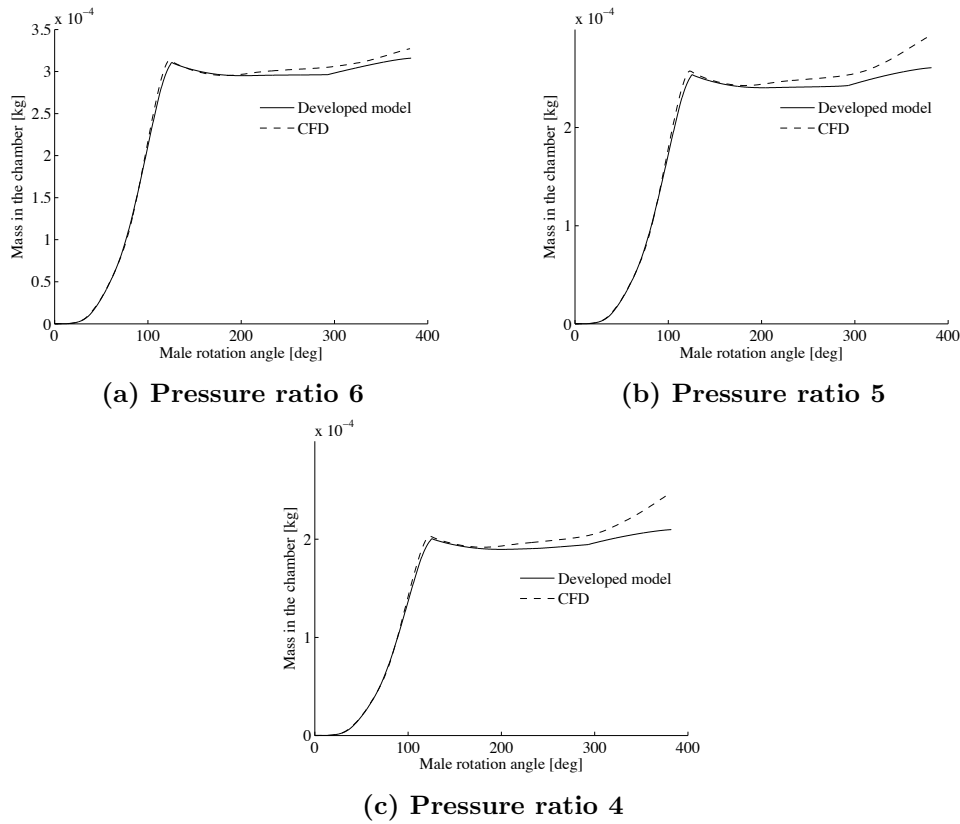 x 10⁻⁴
3.5
3
2.5
2
1.5
1
0.5
0
Mass in the chamber [kg]
Developed model
CFD
0 100 200 300 400
Male rotation angle [deg]
(a) Pressure ratio 6
x 10⁻⁴
2
1
0
Mass in the chamber [kg]
Developed model
CFD
0 100 200 300 400
Male rotation angle [deg]
(b) Pressure ratio 5
x 10⁻⁴
2
1
0
Mass in the chamber [kg]
Developed model
CFD
0 100 200 300 400
Male rotation angle [deg]
(c) Pressure ratio 4